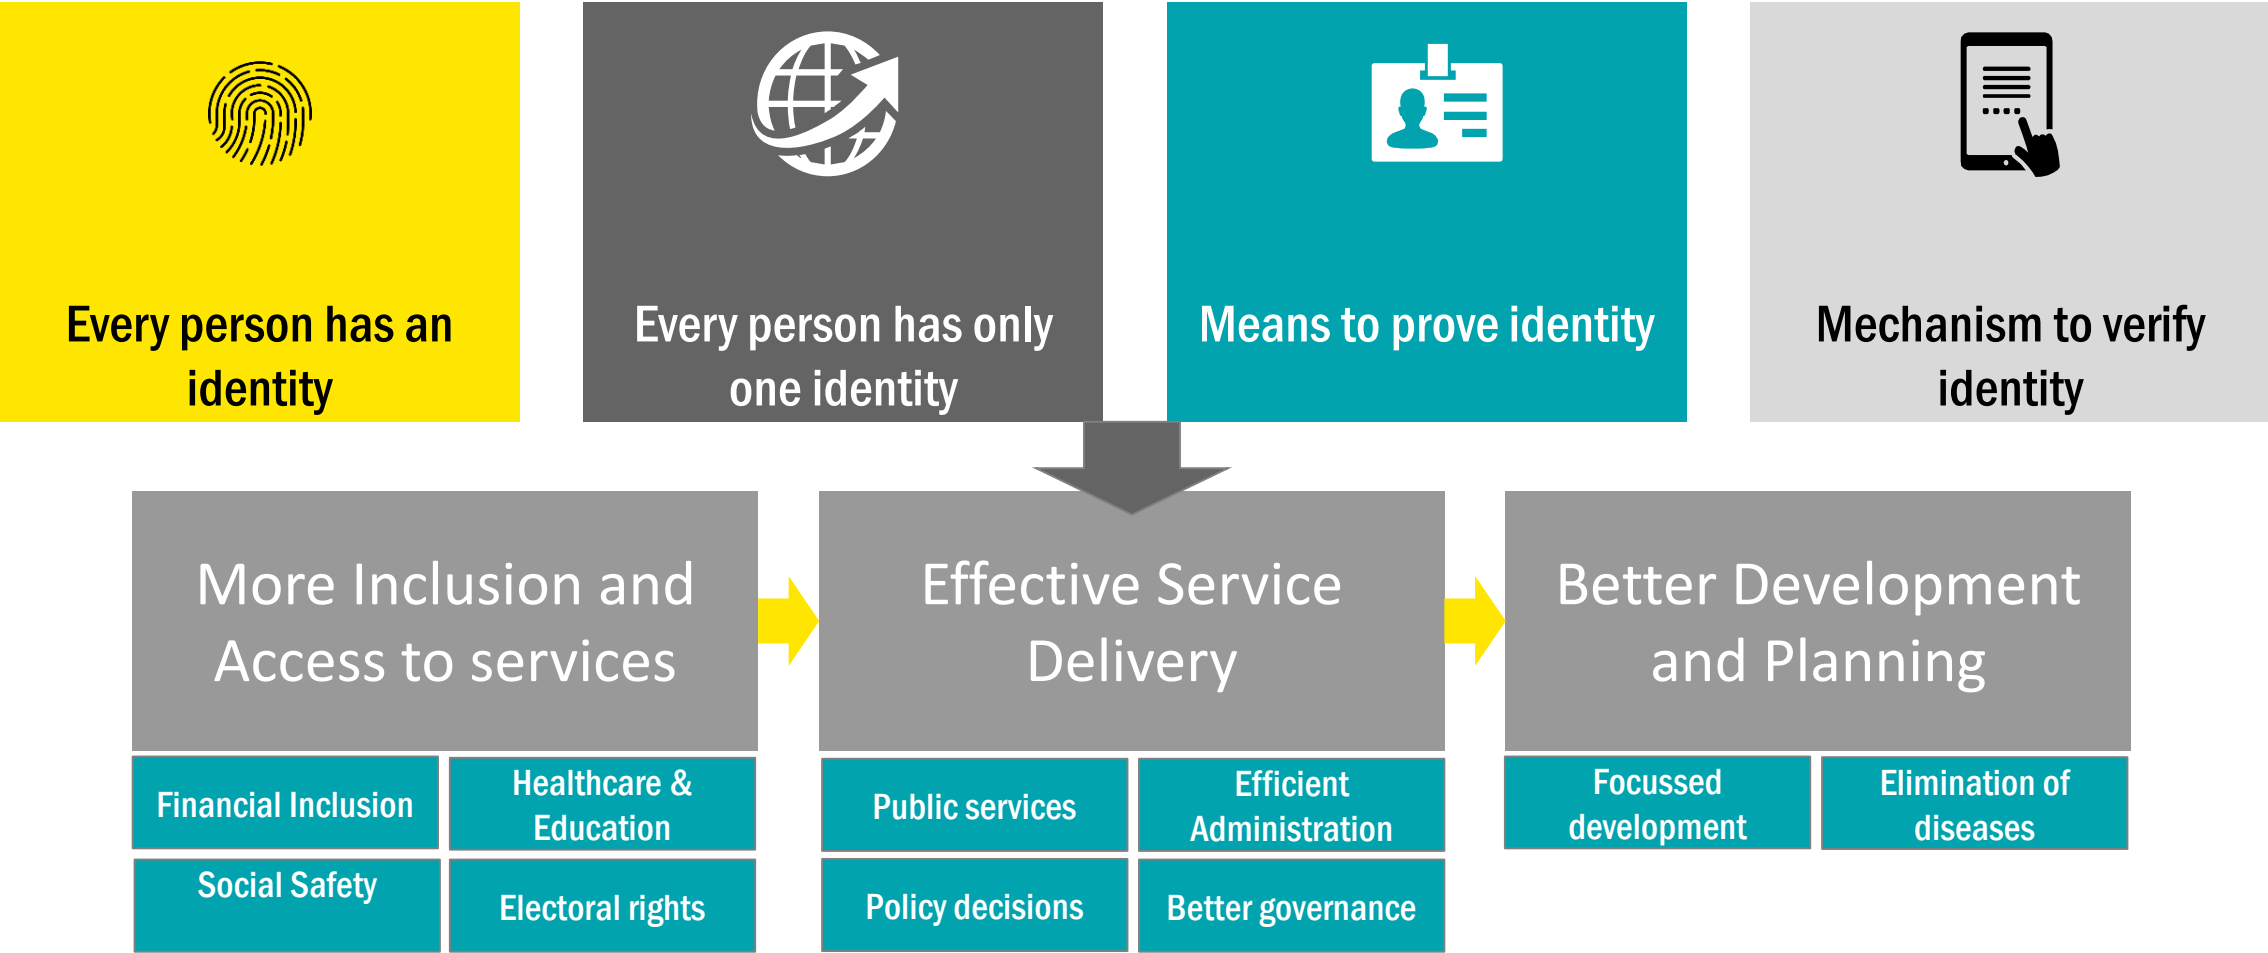 Every person has an
identity
Every person has only
one identity
Means to prove identity
Mechanism to verify
identity
More Inclusion and
Access to services
Effective Service
Delivery
Better Development
and Planning
Financial Inclusion
Healthcare &
Education
Social Safety
Electoral rights
Public services
Efficient
Administration
Policy decisions
Better governance
Focussed
development
Elimination of
diseases